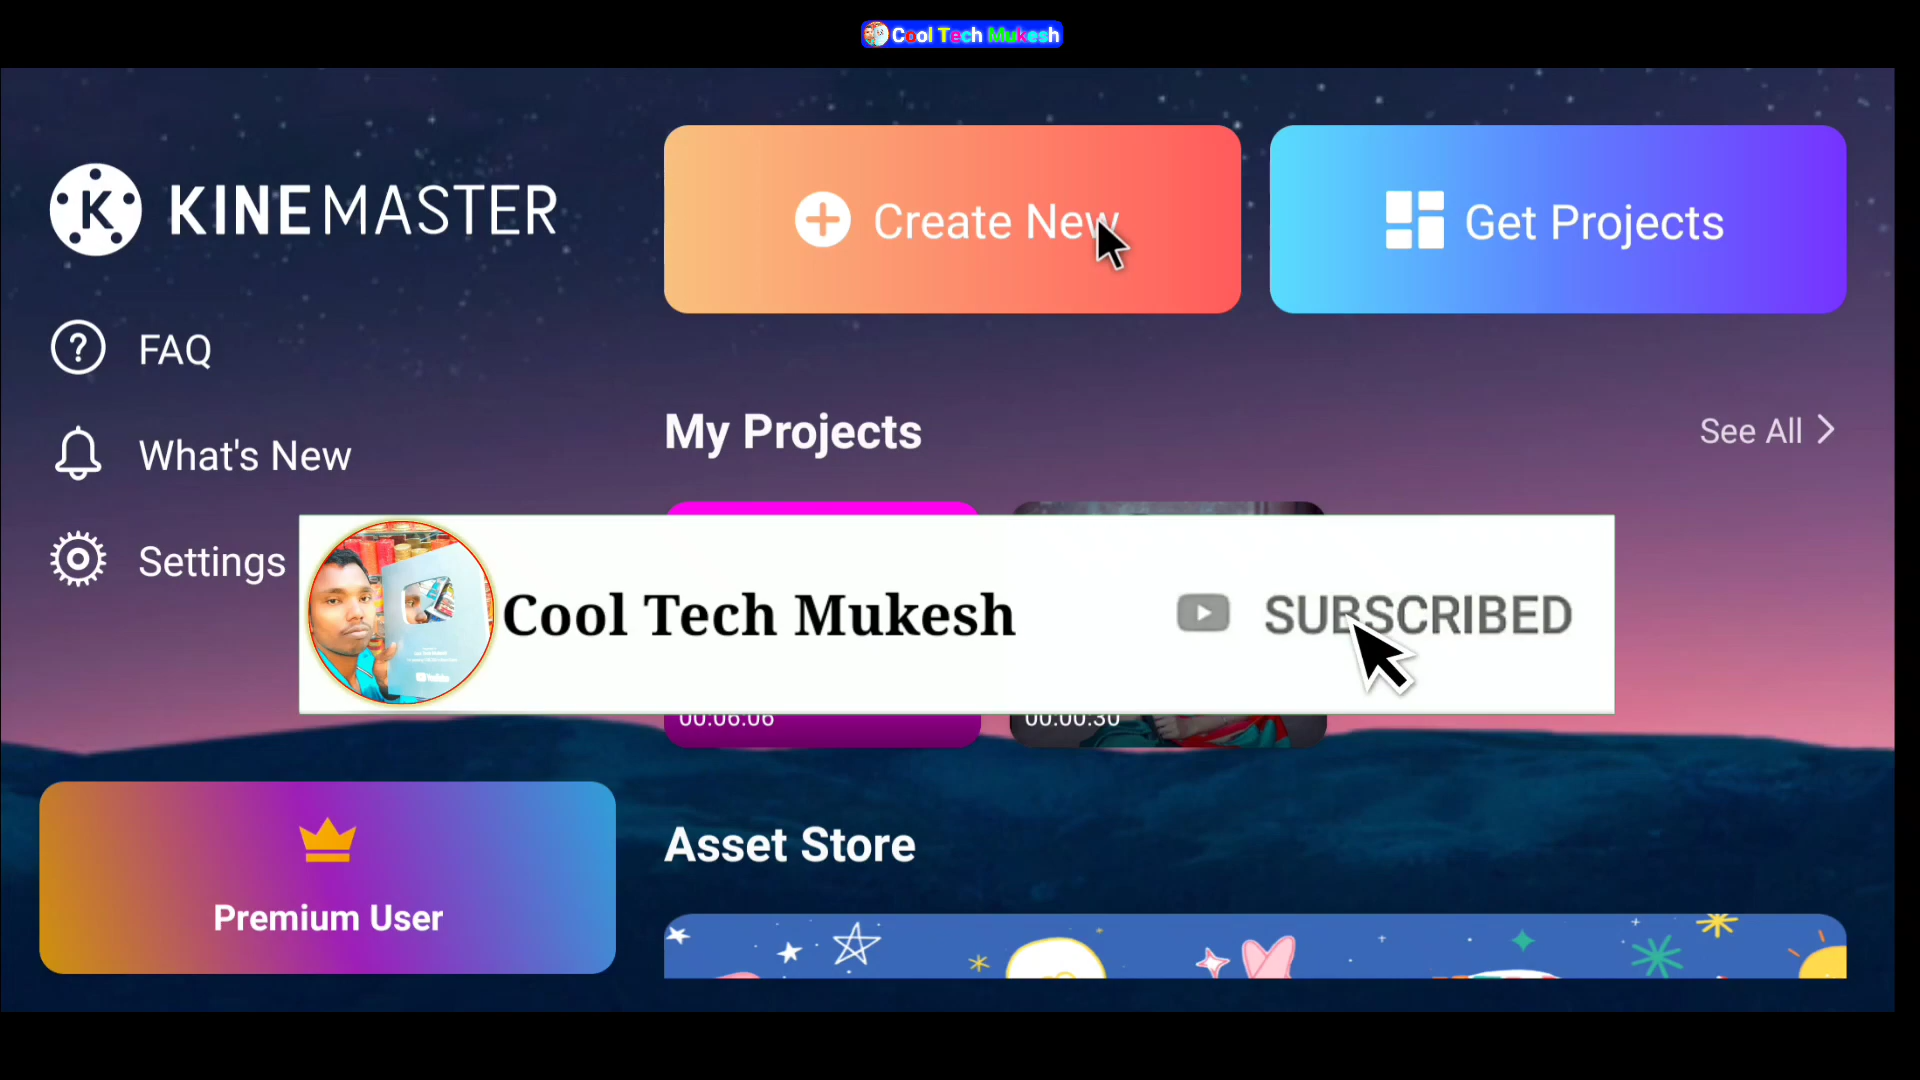 Cool Tech Mukesh
KINEMASTER
Create New
Get Projects
FAQ
What's New
Settings
My Projects
See All
Cool Tech Mukesh
SUBSCRIBED
00:06:06
00:00:30
Premium User
Asset Store